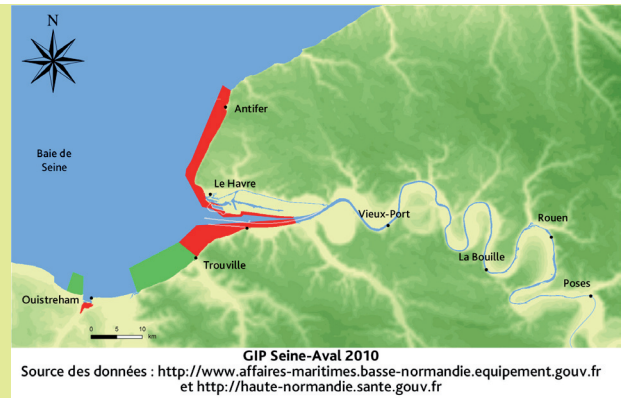 N
Antifer
Baie de
Seine
Le Havre
Vieux-Port
Rouen
La Bouille
Trouville
Poses
Ouistreham
0 5 10
km
GIP Seine-Aval 2010
Source des données : http://www.affaires-maritimes.basse-normandie.equipement.gouv.fr
et http://haute-normandie.sante.gouv.fr